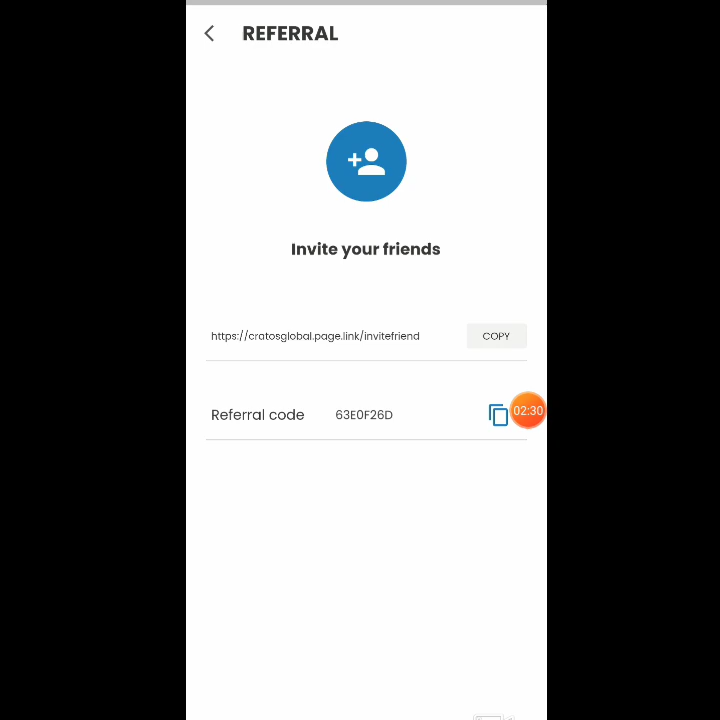 REFERRAL
Invite your friends
https://cratosglobal.page.link/invitefriend COPY
Referral code 63E0F26D
02:30